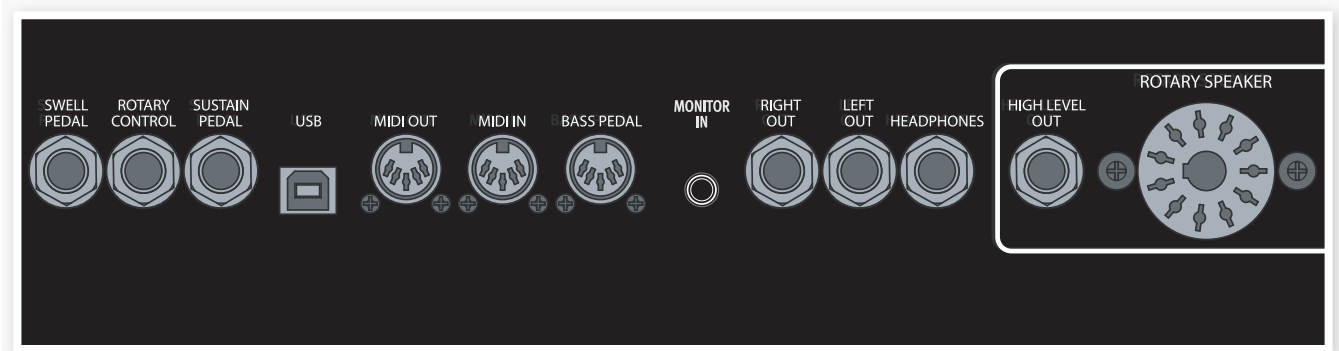 SWELL
PEDAL
ROTARY
CONTROL
SUSTAIN
PEDAL
USB
MIDI OUT
MIDI IN
BASS PEDAL
MONITOR
IN
RIGHT
OUT
LEFT
OUT
HEADPHONES
HIGH LEVEL
OUT
ROTARY SPEAKER